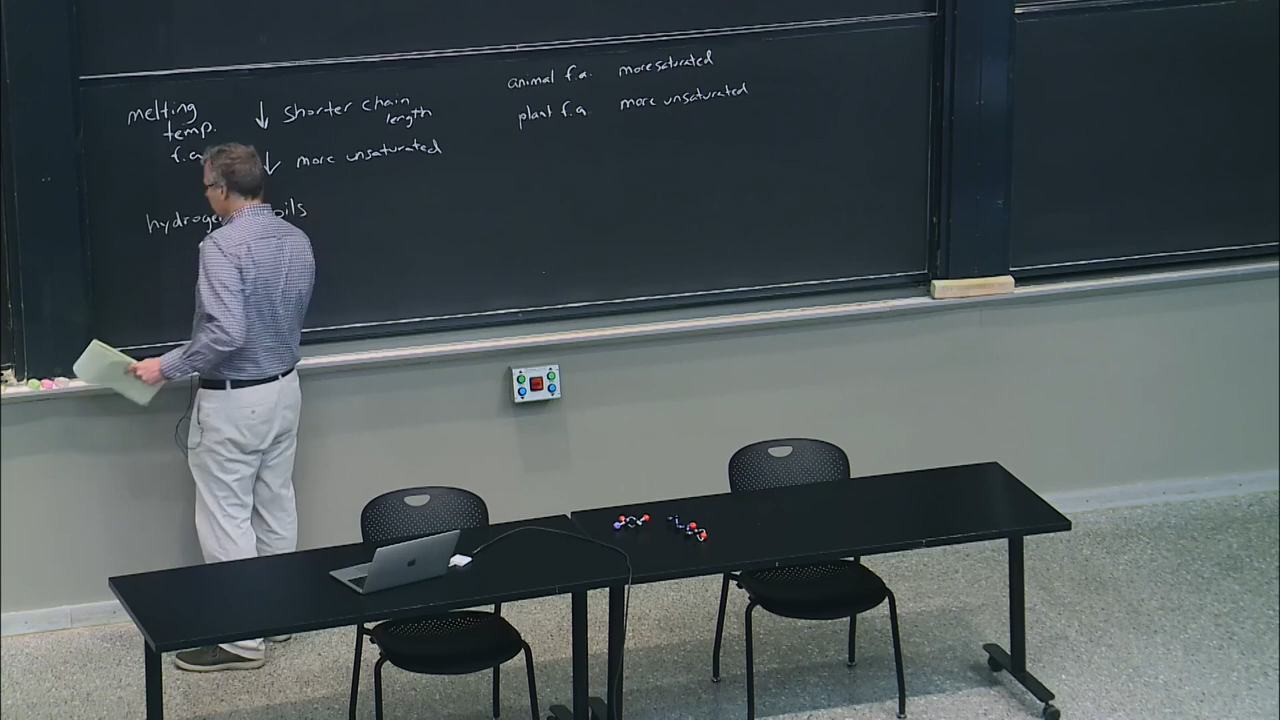 melting ↓ shorter chain
temp. length
f.a. ↓ more unsaturated
oils
animal f.a. more saturated
plant f.a. more unsaturated